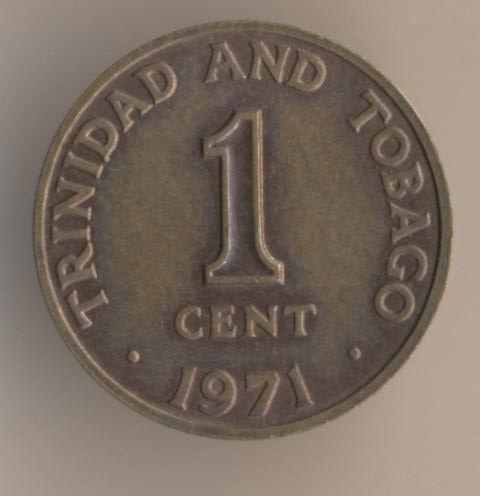 TRINIDAD AND TOBAGO
1
CENT
· 1971 ·